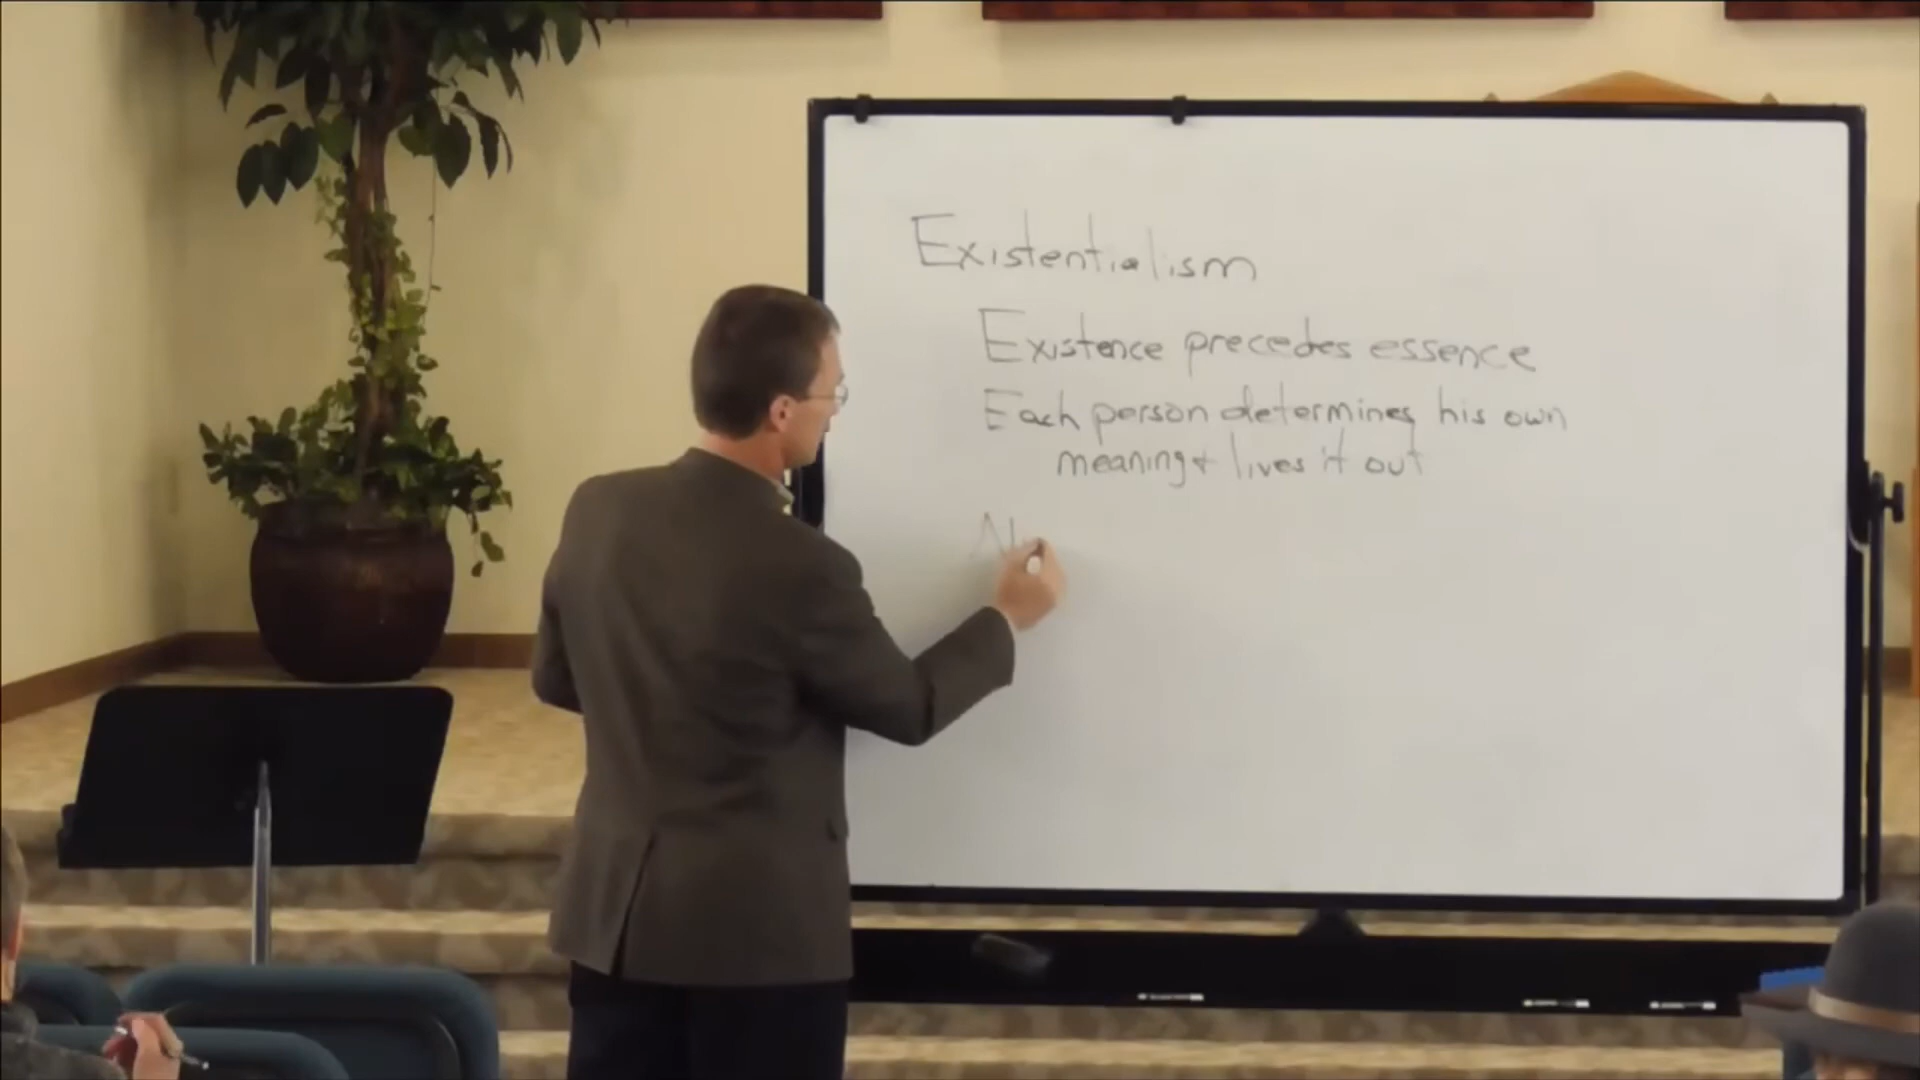 Existentialism
Existence precedes essence
Each person determines his own
meaning & lives it out
N